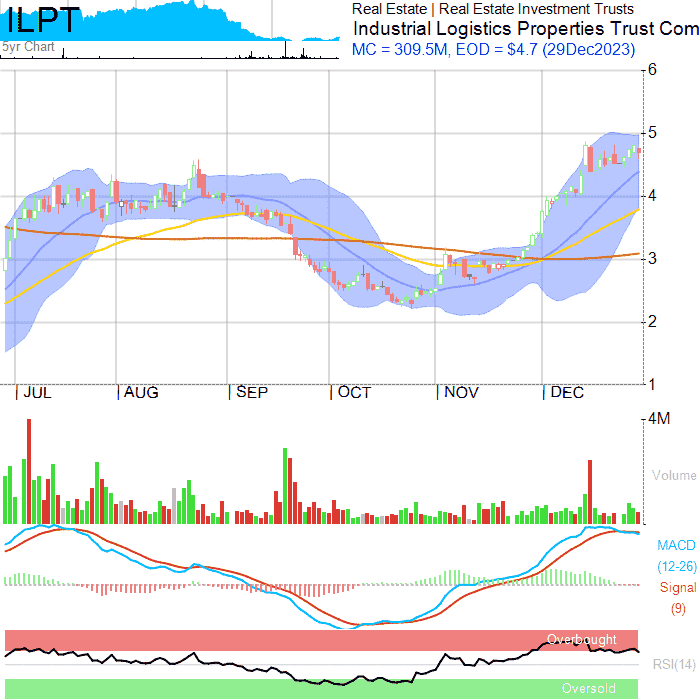 ILPT
5yr Chart
Real Estate | Real Estate Investment Trusts
Industrial Logistics Properties Trust Com
MC = 309.5M, EOD = $4.7 (29Dec2023)
6
5
4
3
2
1
JUL AUG SEP OCT NOV DEC
4M
Volume
MACD
(12-26)
Signal
(9)
Overbought
RSI(14)
Oversold